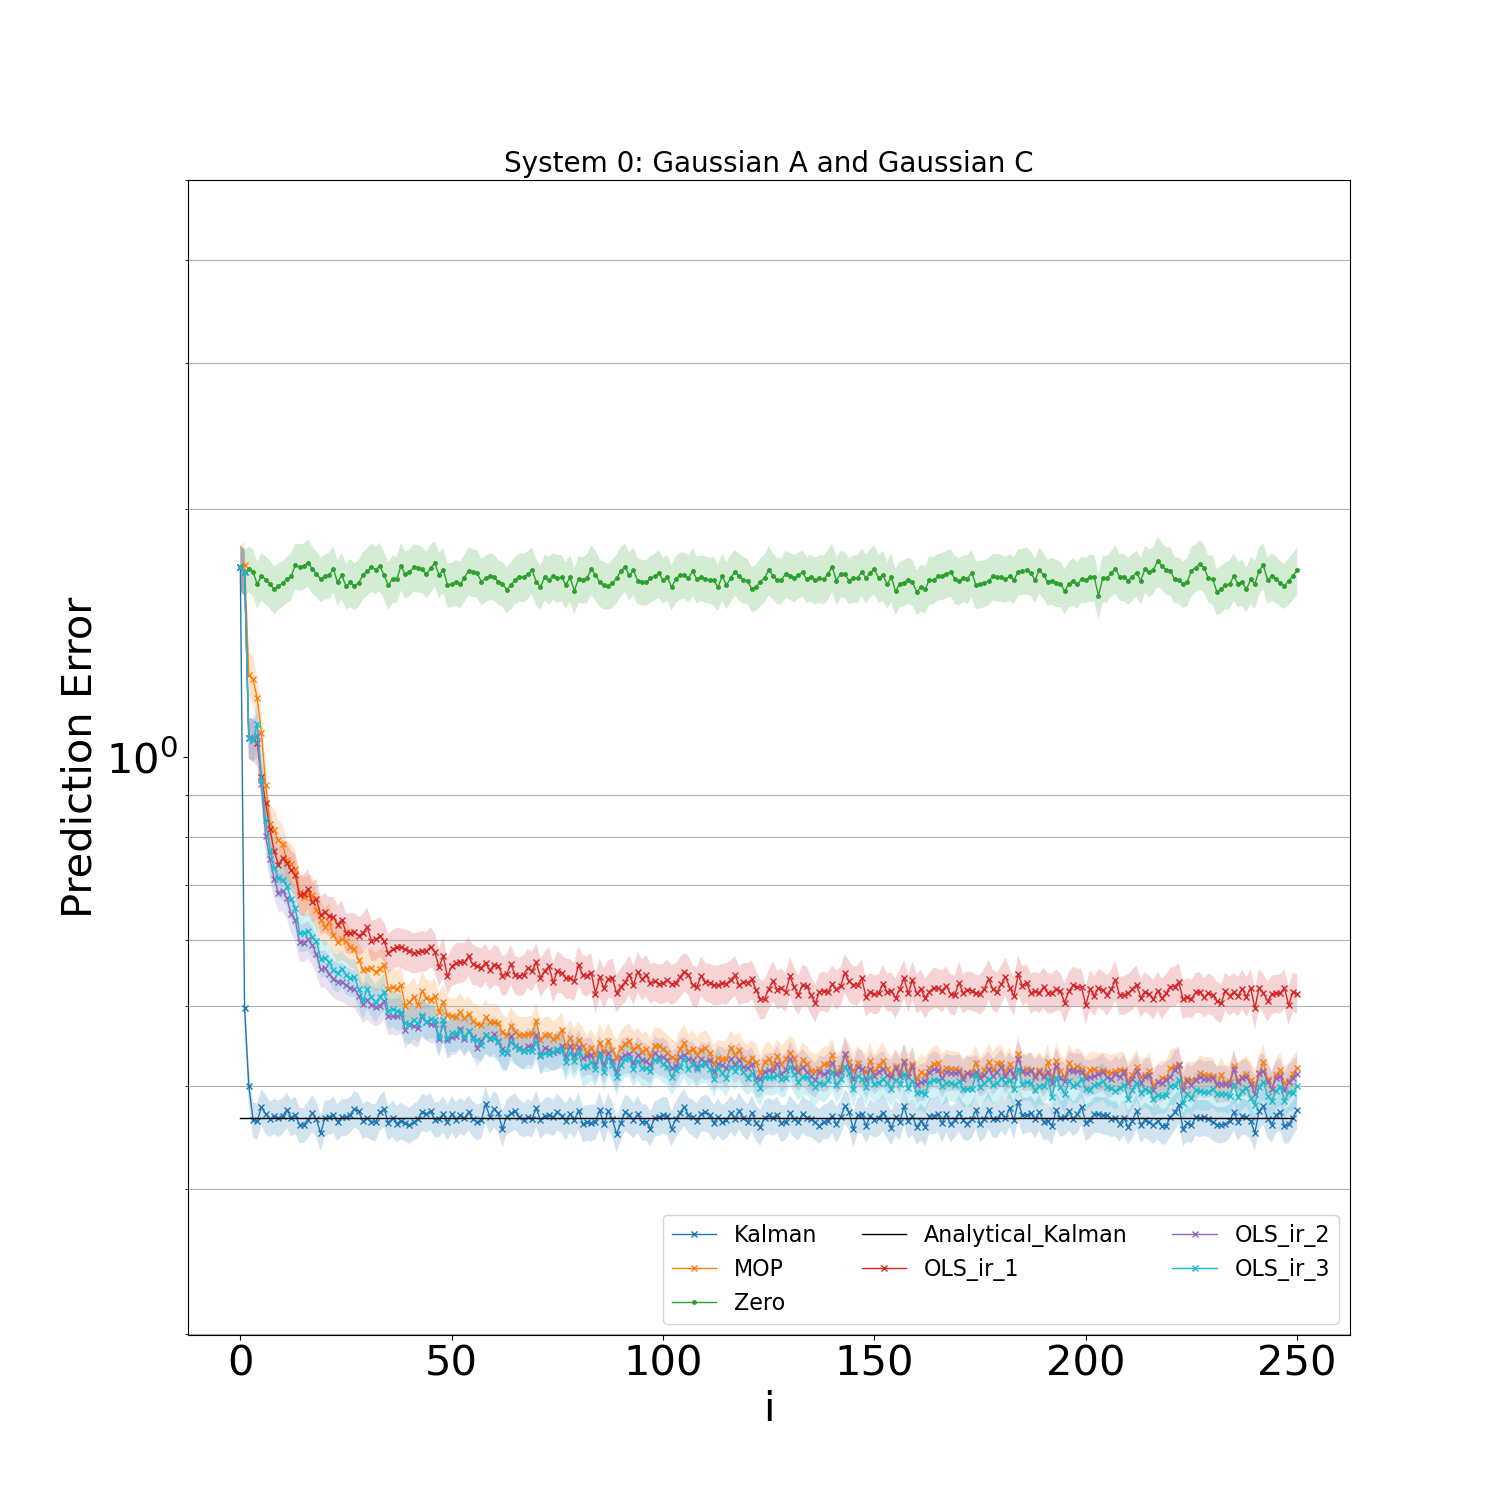 System 0: Gaussian A and Gaussian C
Prediction Error
10⁰
0 50 100 150 200 250
i
Kalman
MOP
Zero
Analytical_Kalman
OLS_ir_1
OLS_ir_2
OLS_ir_3